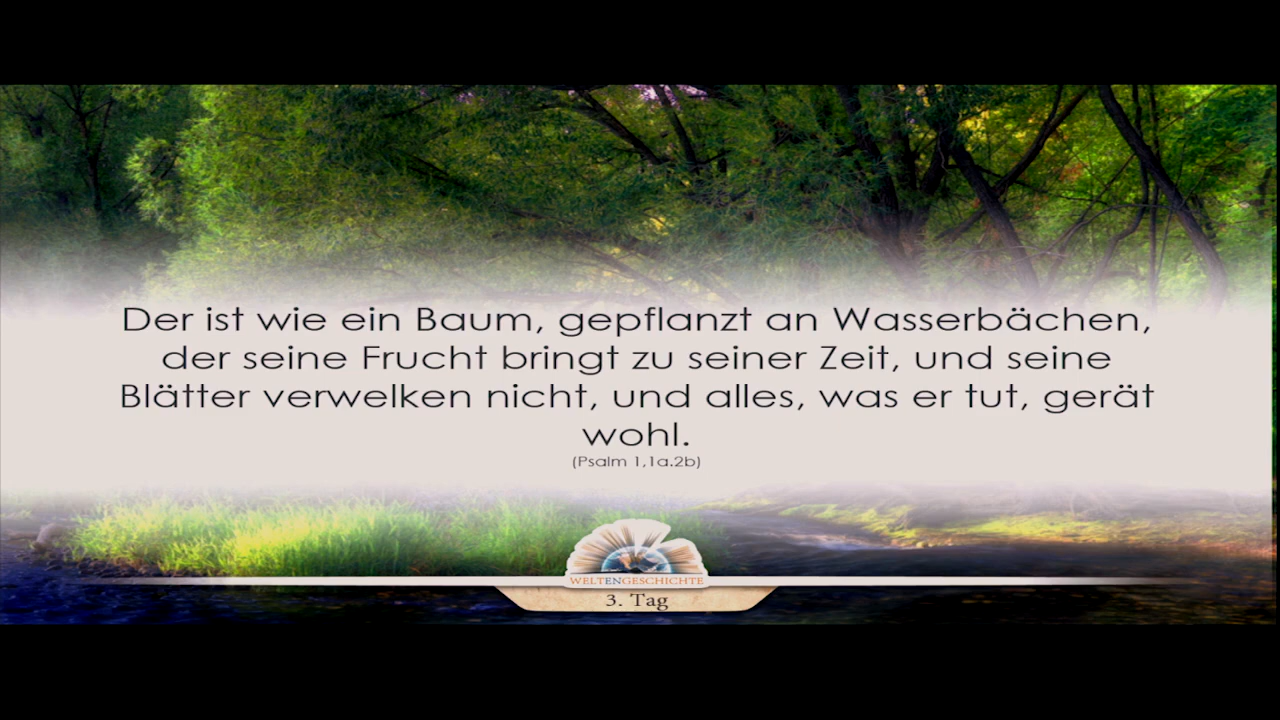 Der ist wie ein Baum, gepflanzt an Wasserbächen,
der seine Frucht bringt zu seiner Zeit, und seine
Blätter verwelken nicht, und alles, was er tut, gerät
wohl.
(Psalm 1,1a.2b)
WELTENGESCHICHTE
3. Tag